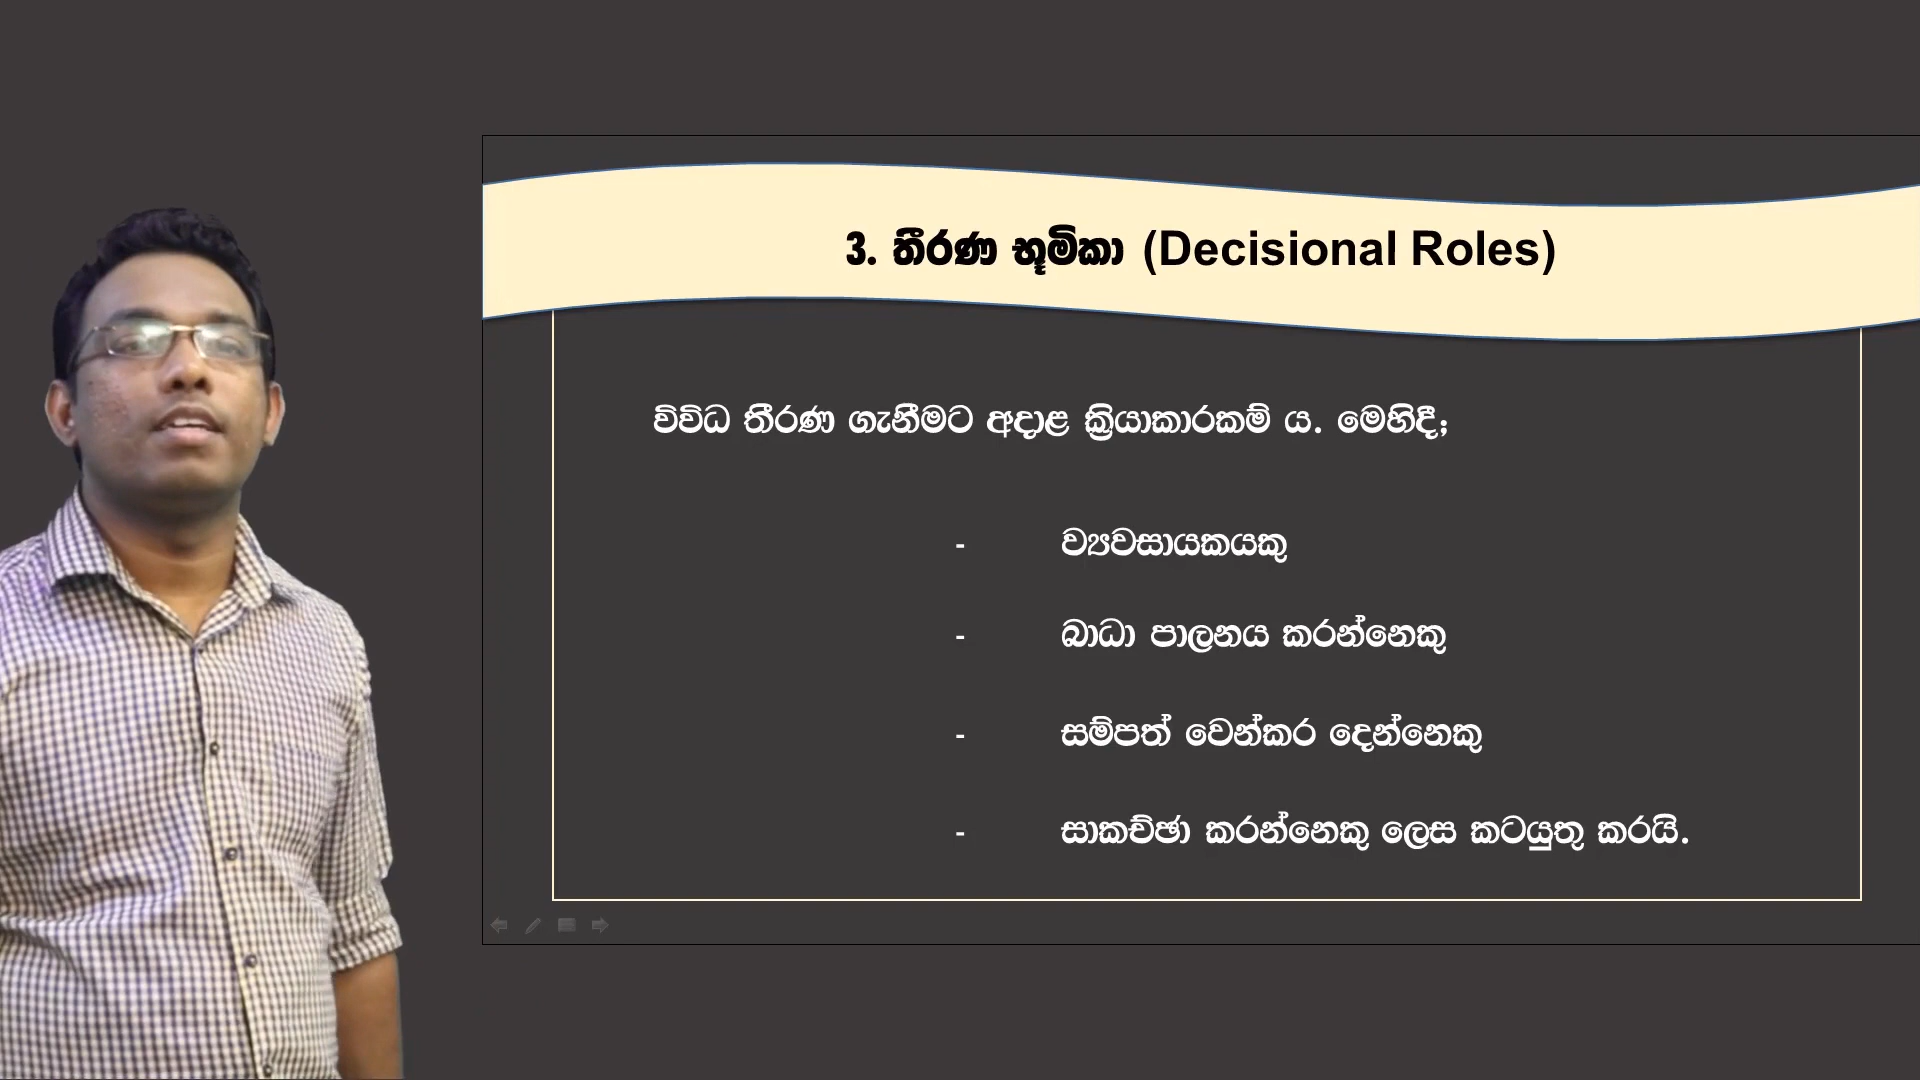 3. තීරණ භූමිකා (Decisional Roles)
විවිධ තීරණ ගැනීමට අදාළ ක්‍රියාකාරකම් ය. මෙහිදී;
- ව්‍යවසායකයකු
- බාධා පාලනය කරන්නෙකු
- සම්පත් වෙන්කර දෙන්නෙකු
- සාකච්ඡා කරන්නෙකු ලෙස කටයුතු කරයි.